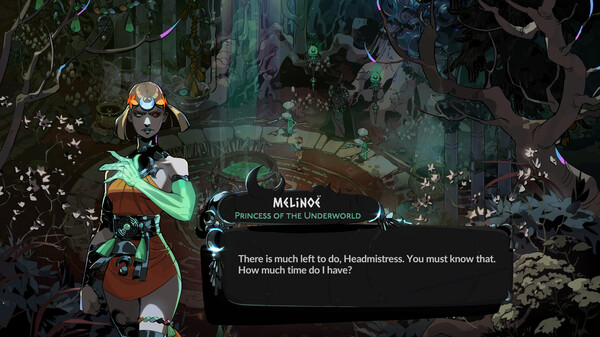 MELINOË
PRINCESS OF THE UNDERWORLD
There is much left to do, Headmistress. You must know that.
How much time do I have?